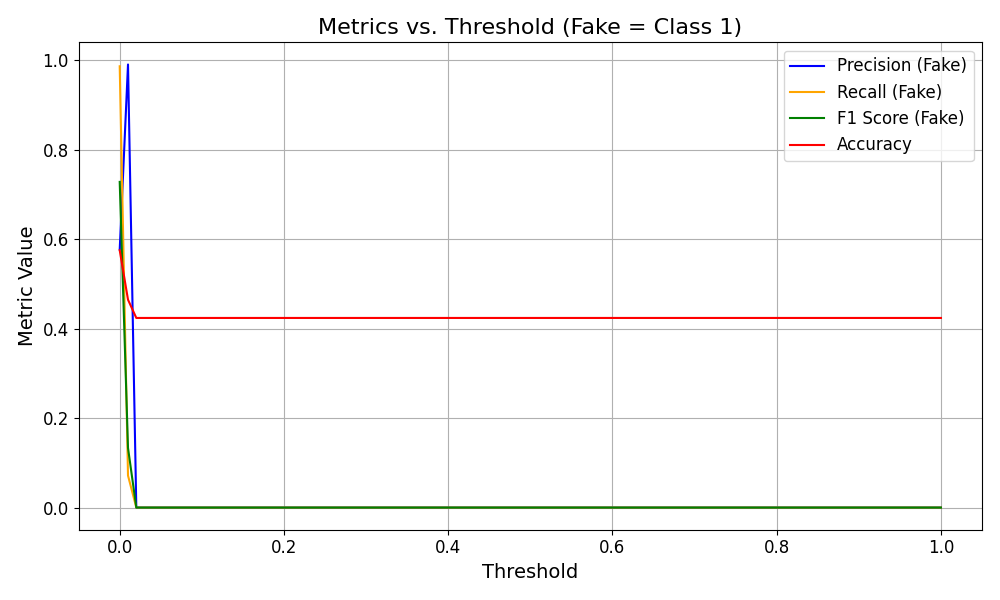 Metrics vs. Threshold (Fake = Class 1)
Precision (Fake)
Recall (Fake)
F1 Score (Fake)
Accuracy
Metric Value
1.0
0.8
0.6
0.4
0.2
0.0
0.0 0.2 0.4 0.6 0.8 1.0
Threshold